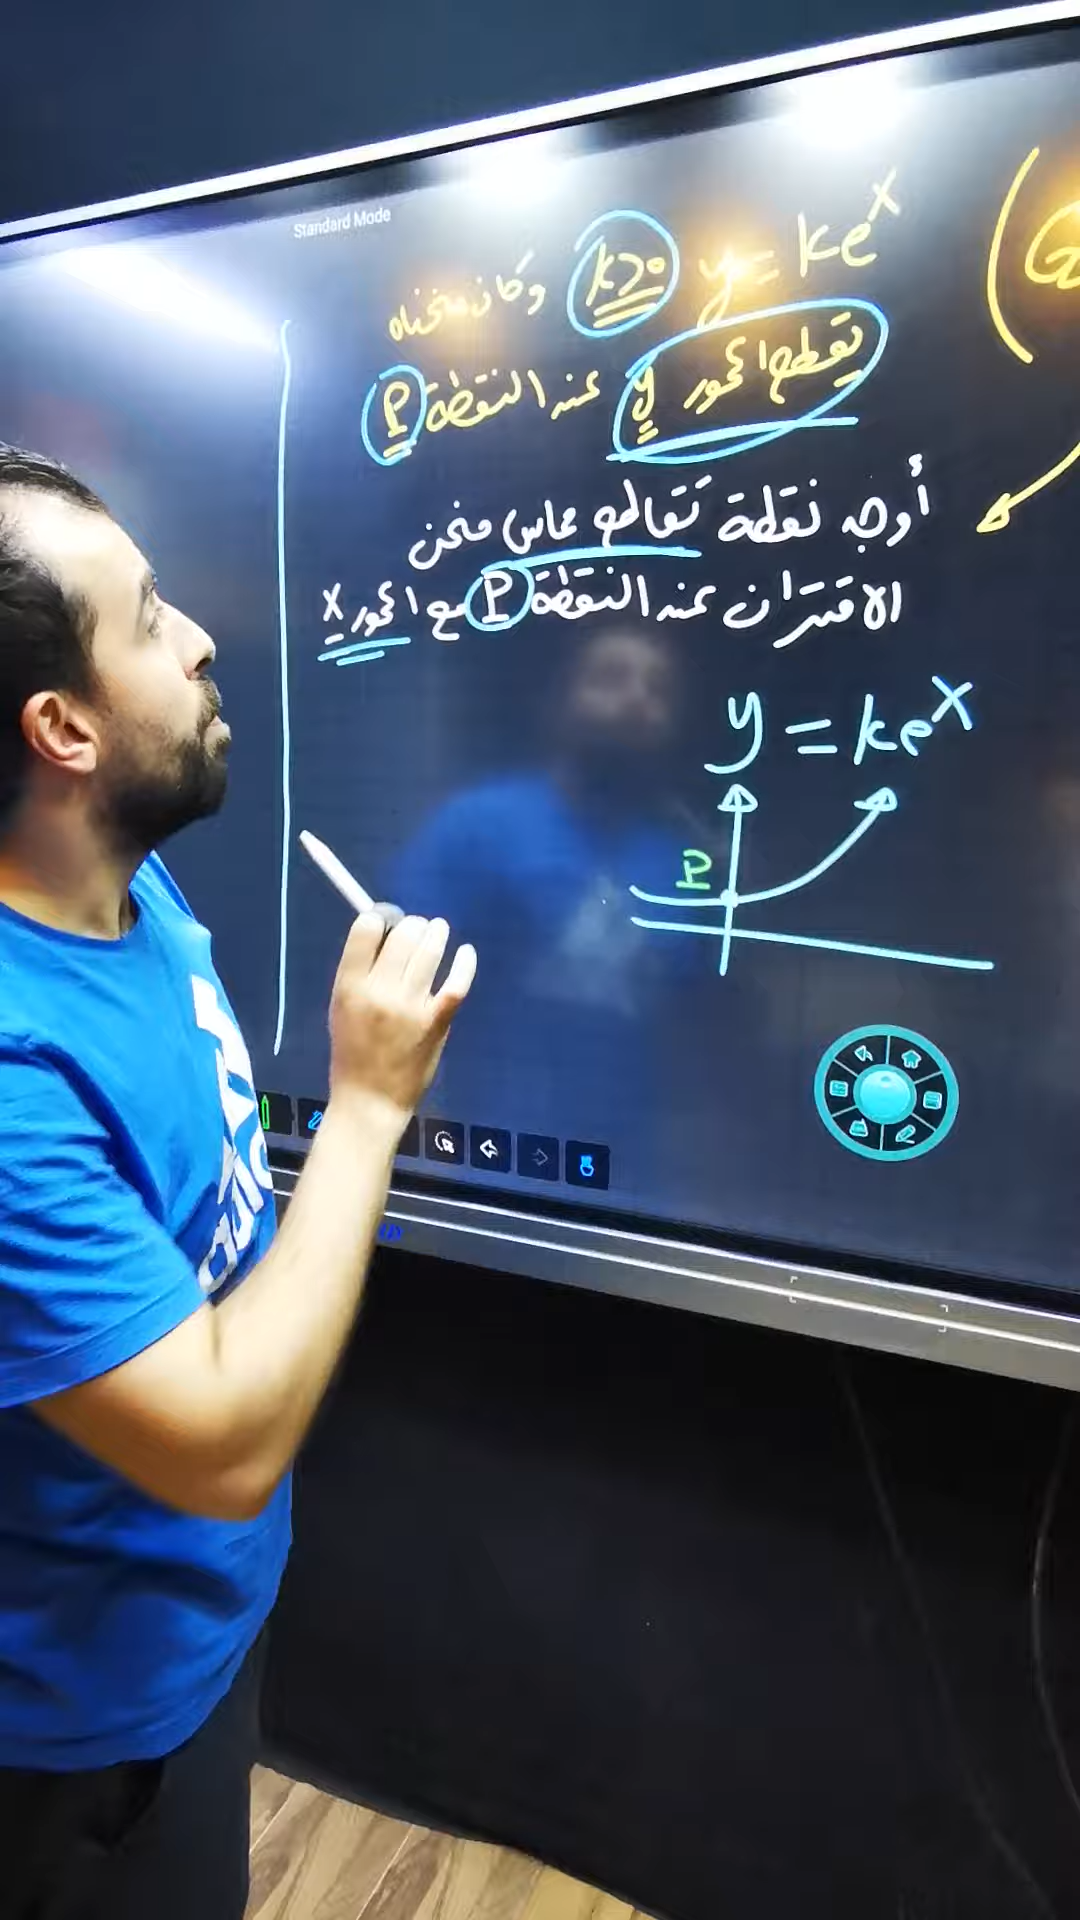 Standard Mode
y = ke^x k>0 وكان منحناه
يقطع المحور y عند النقطة P
أوجد نقطة تقاطع مماس منحنى
الاقتران عند النقطة P مع المحور x
y = ke^x
P
adidas